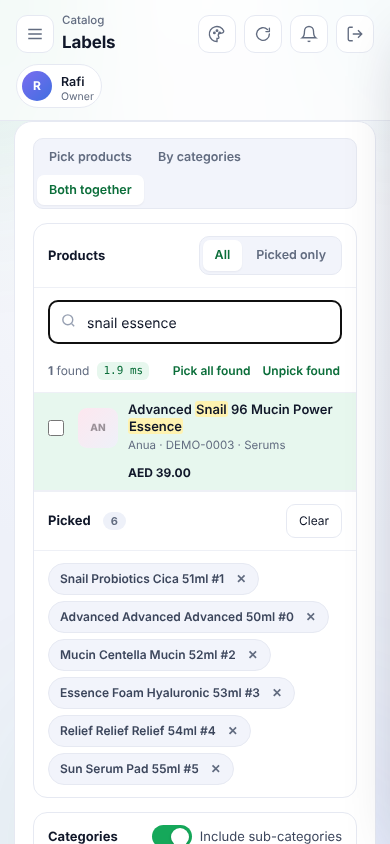 Catalog
Labels
R
Rafi
Owner
Pick products
By categories
Both together
Products
All
Picked only
snail essence
1 found
1.9 ms
Pick all found
Unpick found
AN
Advanced Snail 96 Mucin Power
Essence
Anua · DEMO-0003 · Serums
AED 39.00
Picked
6
Clear
Snail Probiotics Cica 51ml #1 ✕
Advanced Advanced Advanced 50ml #0 ✕
Mucin Centella Mucin 52ml #2 ✕
Essence Foam Hyaluronic 53ml #3 ✕
Relief Relief Relief 54ml #4 ✕
Sun Serum Pad 55ml #5 ✕
Categories
Include sub-categories